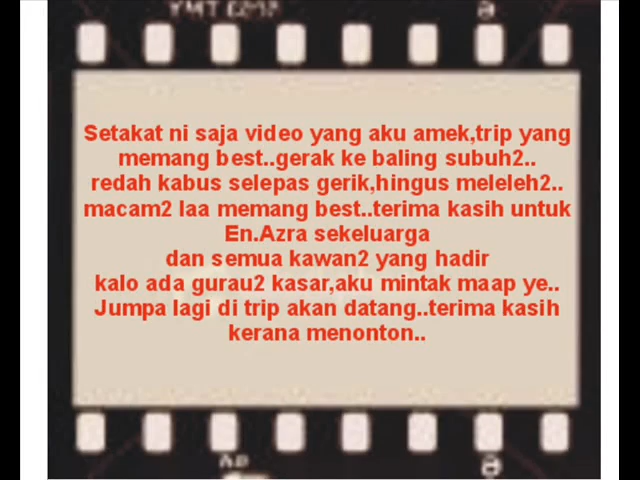 Setakat ni saja video yang aku amek,trip yang
memang best..gerak ke baling subuh2..
redah kabus selepas gerik,hingus meleleh2..
macam2 laa memang best..terima kasih untuk
En.Azra sekeluarga
dan semua kawan2 yang hadir
kalo ada gurau2 kasar,aku mintak maap ye..
Jumpa lagi di trip akan datang..terima kasih
kerana menonton..